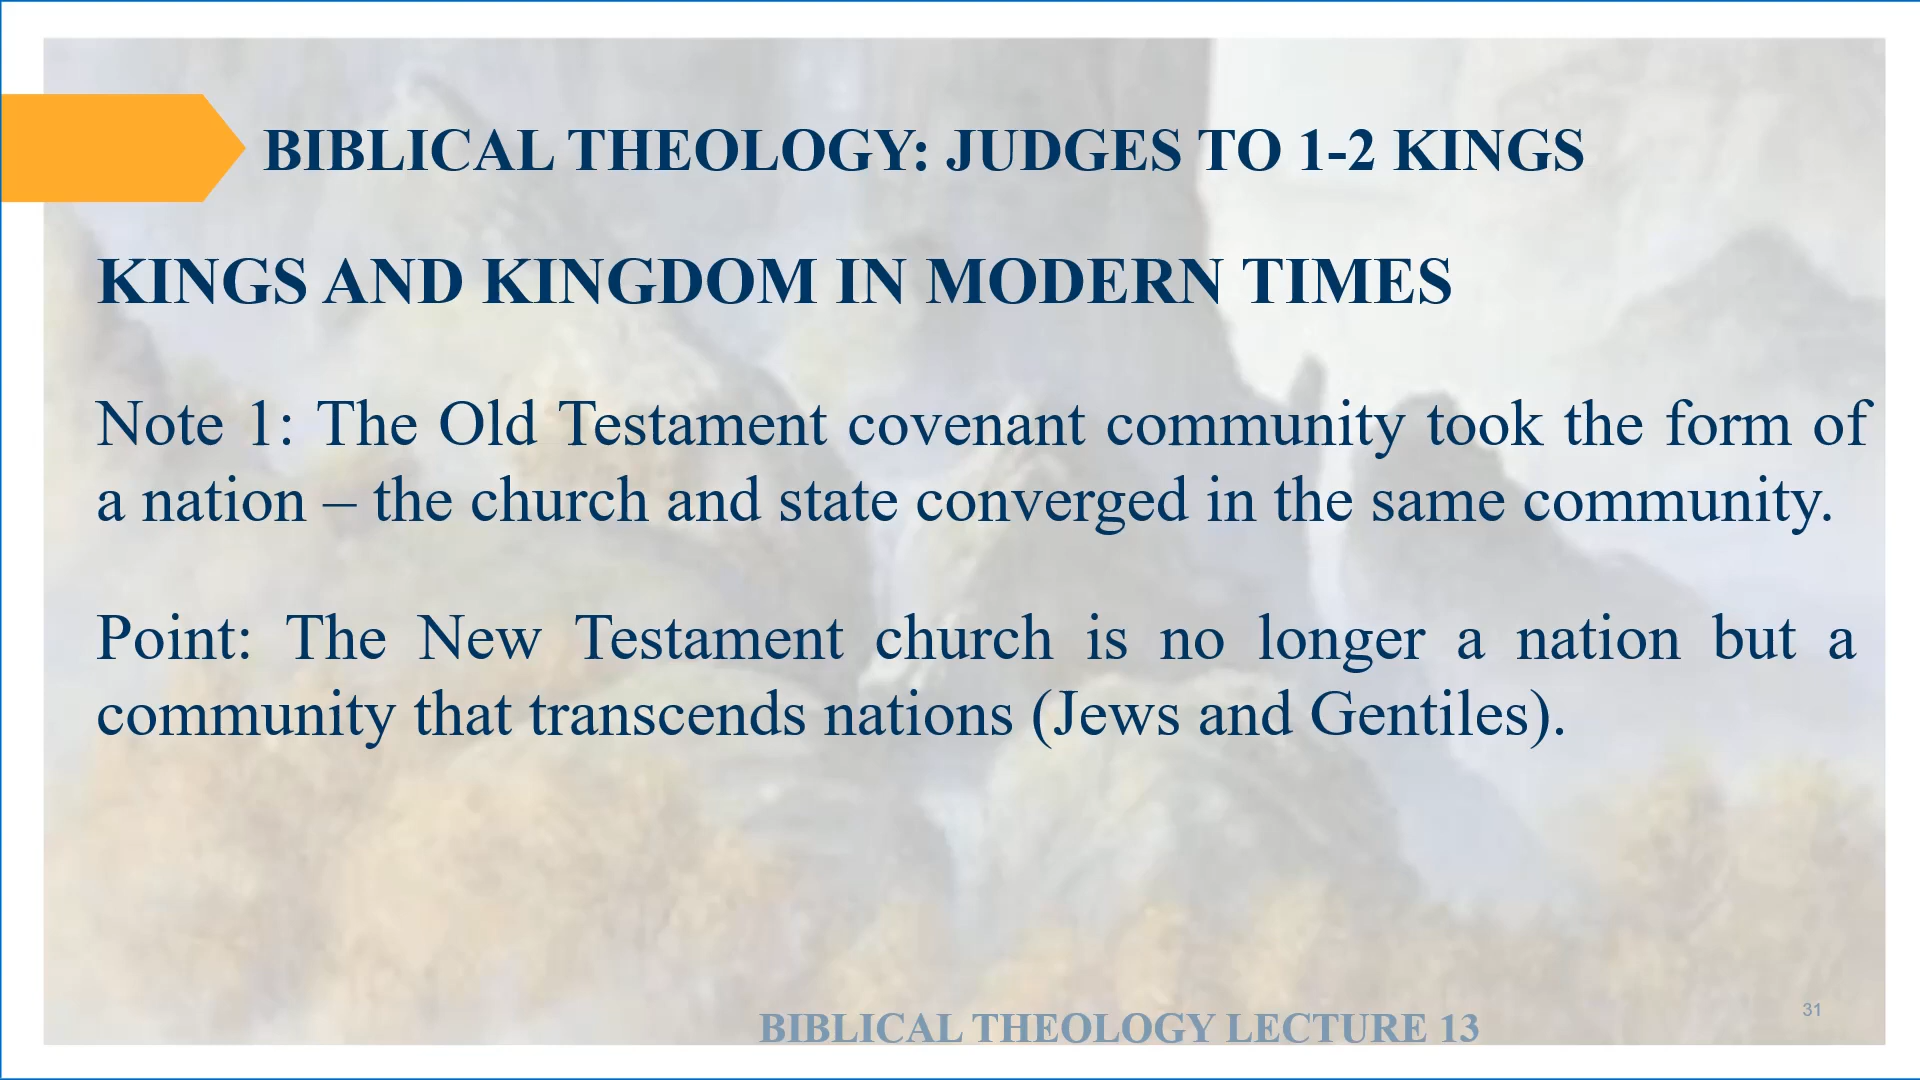 BIBLICAL THEOLOGY: JUDGES TO 1-2 KINGS
KINGS AND KINGDOM IN MODERN TIMES
Note 1: The Old Testament covenant community took the form of
a nation – the church and state converged in the same community.
Point: The New Testament church is no longer a nation but a
community that transcends nations (Jews and Gentiles).
31
BIBLICAL THEOLOGY LECTURE 13